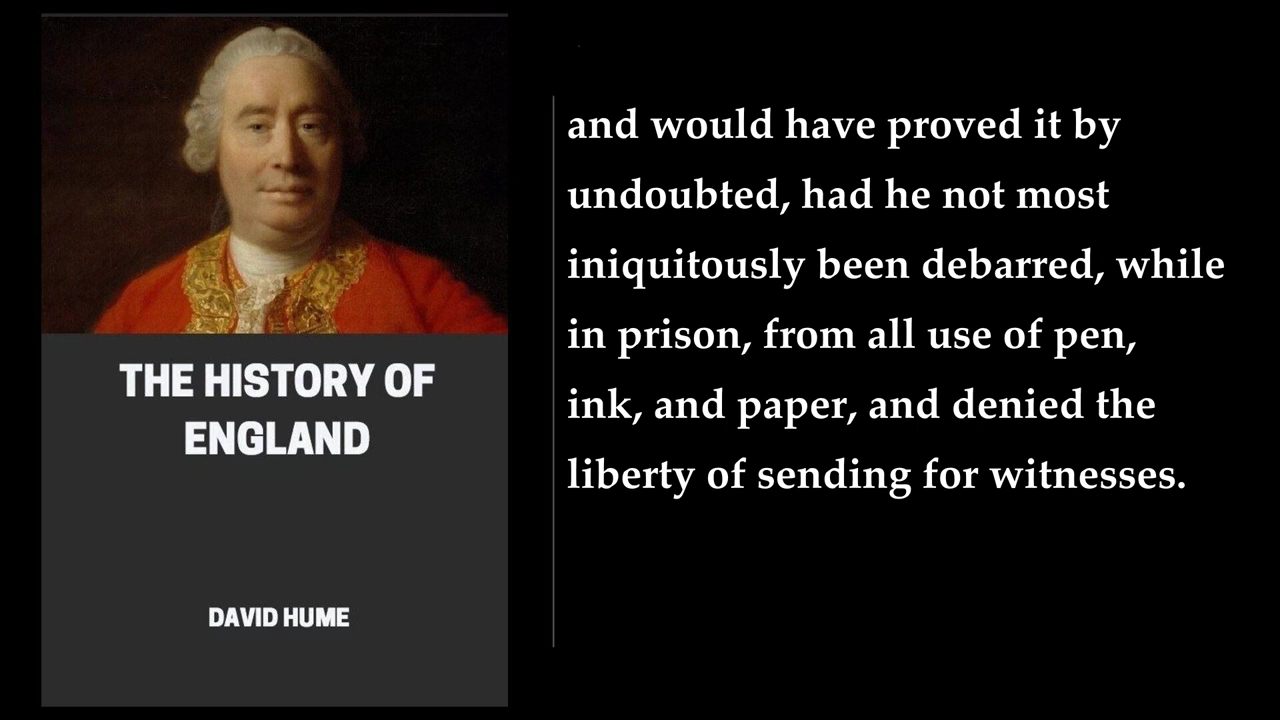 THE HISTORY OF
ENGLAND
DAVID HUME
and would have proved it by
undoubted, had he not most
iniquitously been debarred, while
in prison, from all use of pen,
ink, and paper, and denied the
liberty of sending for witnesses.